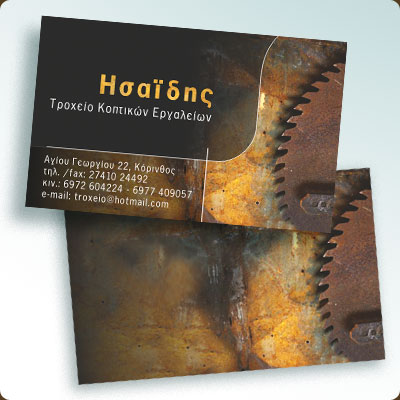 Ησαΐδης
Τροχείο Κοπτικών Εργαλείων
Αγίου Γεωργίου 22, Κόρινθος
τηλ. /fax: 27410 24492
κιν.: 6972 604224 - 6977 409057
e-mail: troxeio@hotmail.com